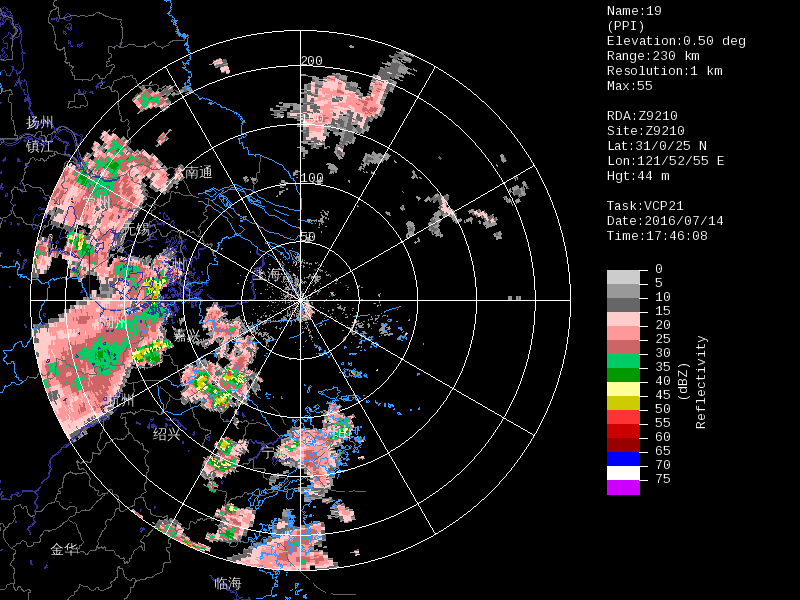 Name:19
(PPI)
Elevation:0.50 deg
Range:230 km
Resolution:1 km
Max:55
RDA:Z9210
Site:Z9210
Lat:31/0/25 N
Lon:121/52/55 E
Hgt:44 m
Task:VCP21
Date:2016/07/14
Time:17:46:08
0
5
10
15
20
25
30
35
40
45
50
55
60
65
70
75
Reflectivity
(dBZ)
200
150
100
50
扬州
镇江
南通
无锡
上海
绍兴
金华
临海